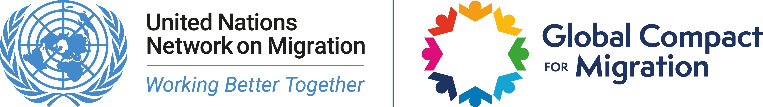 United Nations
Network on Migration
Working Better Together
Global Compact
FOR Migration